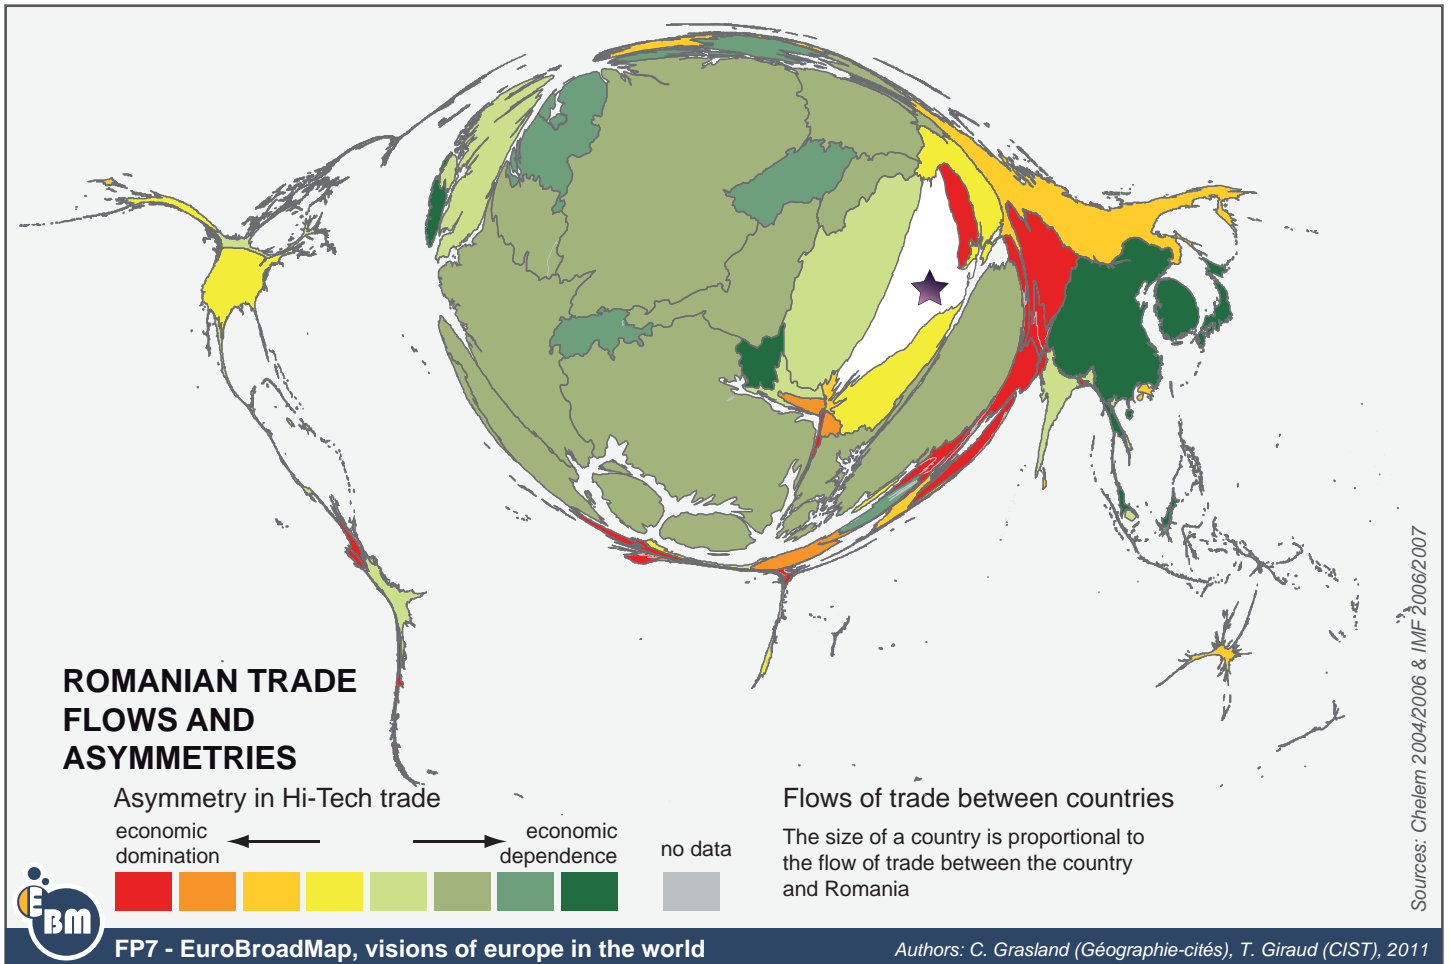 ROMANIAN TRADE
FLOWS AND
ASYMMETRIES
Asymmetry in Hi-Tech trade
economic
domination
economic
dependence
no data
Flows of trade between countries
The size of a country is proportional to
the flow of trade between the country
and Romania
Sources: Chelem 2004/2006 & IMF 2006/2007
EBM
FP7 - EuroBroadMap, visions of europe in the world
Authors: C. Grasland (Géographie-cités), T. Giraud (CIST), 2011